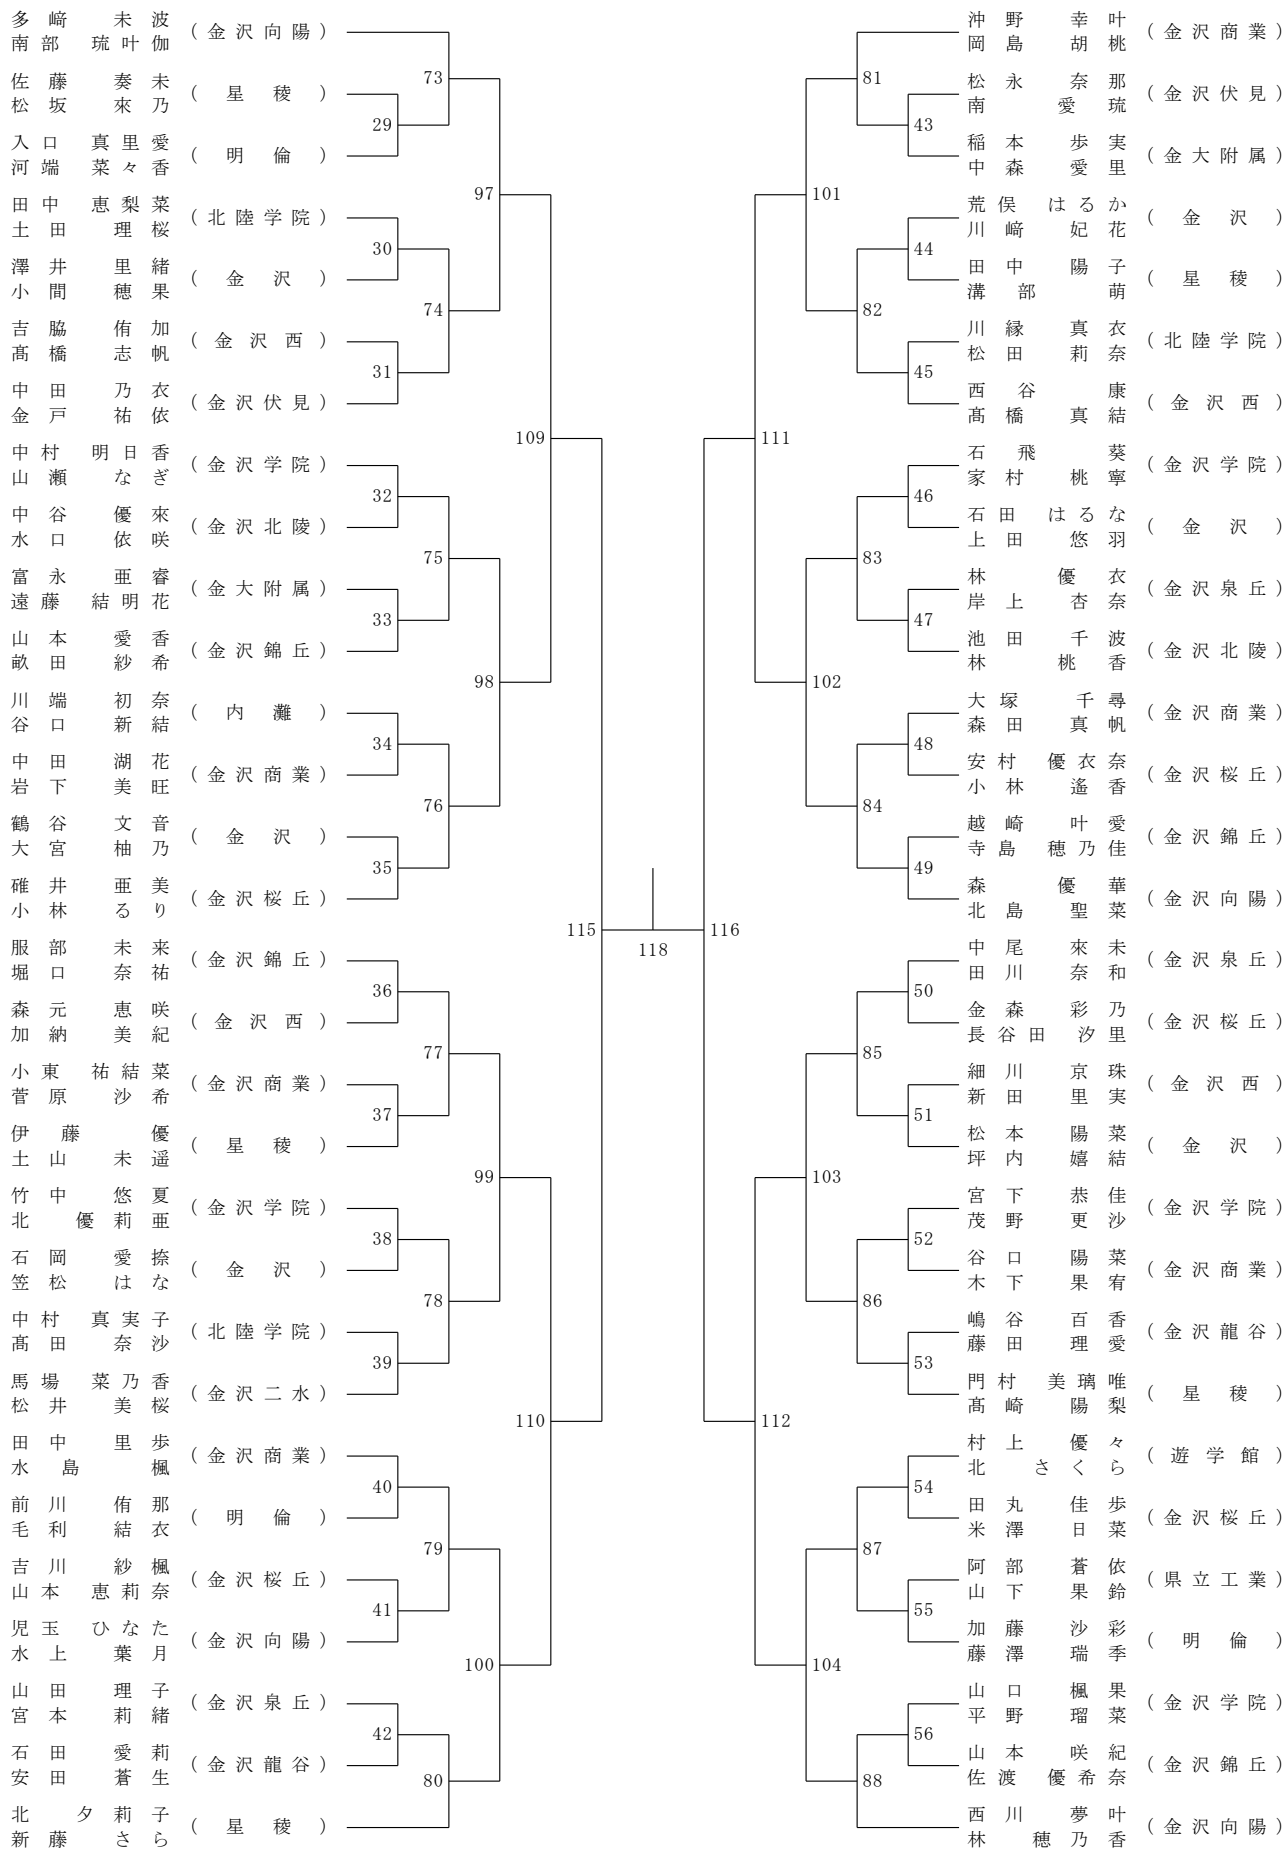 多﨑 未波
南部 琉叶伽
(金沢向陽)
佐藤 奏未
松坂 來乃
(星稜)
入口 真里愛
河端 菜々香
(明倫)
田中 恵梨菜
土田 理桜
(北陸学院)
澤井 里緒
小間 穂果
(金沢)
吉脇 侑加
髙橋 志帆
(金沢西)
中田 乃衣
金戸 祐依
(金沢伏見)
中村 明日香
山瀬 なぎ
(金沢学院)
中谷 優來
水口 依咲
(金沢北陵)
富永 亜睿
遠藤 結明花
(金大附属)
山本 愛香
畝田 紗希
(金沢錦丘)
川端 初奈
谷口 新結
(内灘)
中田 湖花
岩下 美旺
(金沢商業)
鶴谷 文音
大宮 柚乃
(金沢)
碓井 亜美
小林 るり
(金沢桜丘)
服部 未来
堀口 奈祐
(金沢錦丘)
森元 恵咲
加納 美紀
(金沢西)
小東 祐結菜
菅原 沙希
(金沢商業)
伊藤 優
土山 未遥
(星稜)
竹中 悠夏
北 優莉亜
(金沢学院)
石岡 愛捺
笠松 はな
(金沢)
中村 真実子
髙田 奈沙
(北陸学院)
馬場 菜乃香
松井 美桜
(金沢二水)
田中 里歩
水島 楓
(金沢商業)
前川 侑那
毛利 結衣
(明倫)
吉川 紗楓
山本 恵莉奈
(金沢桜丘)
児玉 ひなた
水上 葉月
(金沢向陽)
山田 理子
宮本 莉緒
(金沢泉丘)
石田 愛莉
安田 蒼生
(金沢龍谷)
北 夕莉子
新藤 さら
(星稜)
73
29
97
30
74
31
109
32
75
33
98
34
76
35
115
36
77
37
99
38
78
39
110
40
79
41
100
42
80
118
116
81
43
101
44
82
45
111
46
83
47
102
48
84
49
50
85
51
103
52
86
53
112
54
87
55
104
56
88
沖野 幸叶
岡島 胡桃
(金沢商業)
松永 奈那
南 愛琉
(金沢伏見)
稲本 歩実
中森 愛里
(金大附属)
荒俣 はるか
川﨑 妃花
(金沢)
田中 陽子
溝部 萌
(星稜)
川縁 真衣
松田 莉奈
(北陸学院)
西谷 康
髙橋 真結
(金沢西)
石飛 葵
家村 桃寧
(金沢学院)
石田 はるな
上田 悠羽
(金沢)
林 優衣
岸上 杏奈
(金沢泉丘)
池田 千波
林 桃香
(金沢北陵)
大塚 千尋
森田 真帆
(金沢商業)
安村 優衣奈
小林 遙香
(金沢桜丘)
越崎 叶愛
寺島 穂乃佳
(金沢錦丘)
森 優華
北島 聖菜
(金沢向陽)
中尾 來未
田川 奈和
(金沢泉丘)
金森 彩乃
長谷田 汐里
(金沢桜丘)
細川 京珠
新田 里実
(金沢西)
松本 陽菜
坪内 嬉結
(金沢)
宮下 恭佳
茂野 更沙
(金沢学院)
谷口 陽菜
木下 果宥
(金沢商業)
嶋谷 百香
藤田 理愛
(金沢龍谷)
門村 美璃唯
髙崎 陽梨
(星稜)
村上 優々
北 さくら
(遊学館)
田丸 佳歩
米澤 日菜
(金沢桜丘)
阿部 蒼依
山下 果鈴
(県立工業)
加藤 沙彩
藤澤 瑞季
(明倫)
山口 楓果
平野 瑠菜
(金沢学院)
山本 咲紀
佐渡 優希奈
(金沢錦丘)
西川 夢叶
林 穂乃香
(金沢向陽)